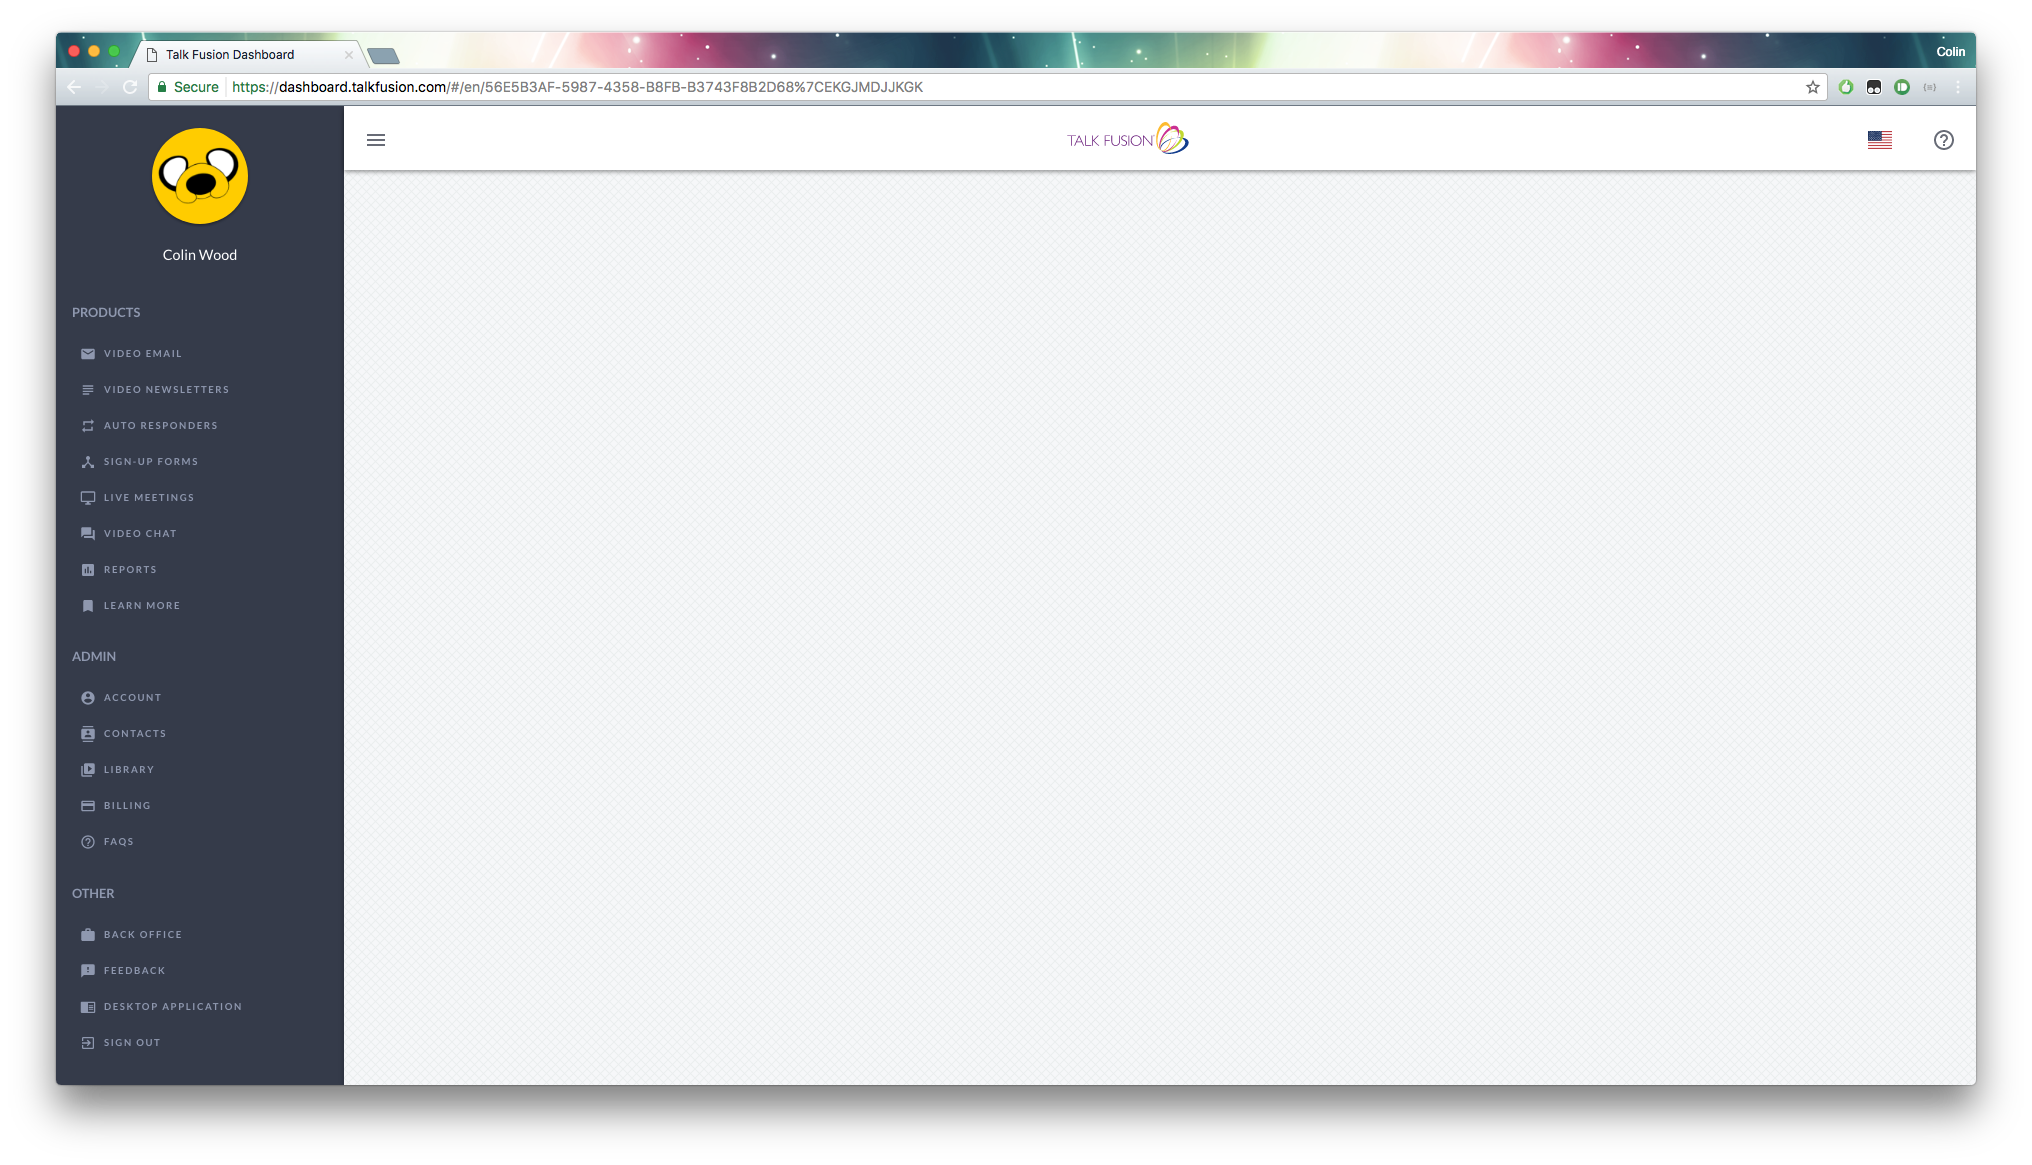 Talk Fusion Dashboard
Colin
Secure https://dashboard.talkfusion.com/#/en/56E5B3AF-5987-4358-B8FB-B3743F8B2D68%7CEKGJMDJJKGK
TALK FUSION
Colin Wood
PRODUCTS
VIDEO EMAIL
VIDEO NEWSLETTERS
AUTO RESPONDERS
SIGN-UP FORMS
LIVE MEETINGS
VIDEO CHAT
REPORTS
LEARN MORE
ADMIN
ACCOUNT
CONTACTS
LIBRARY
BILLING
FAQS
OTHER
BACK OFFICE
FEEDBACK
DESKTOP APPLICATION
SIGN OUT